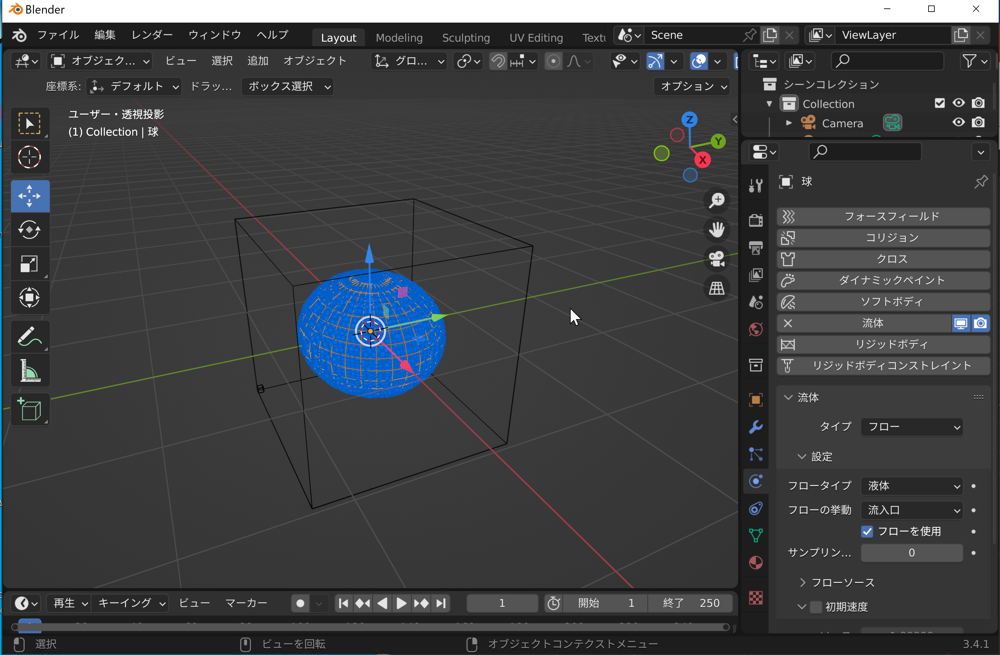 Blender
ファイル 編集 レンダー ウィンドウ ヘルプ Layout Modeling Sculpting UV Editing Textu Scene ViewLayer
オブジェク... ビュー 選択 追加 オブジェクト グロ...
座標系: デフォルト ドラッ... ボックス選択 オプション
ユーザー・透視投影
(1) Collection | 球
Z
Y
X
シーンコレクション
Collection
Camera
球
フォースフィールド
コリジョン
クロス
ダイナミックペイント
ソフトボディ
流体
リジッドボディ
リジッドボディコンストレイント
流体
タイプ フロー
設定
フロータイプ 液体
フローの挙動 流入口
フローを使用
サンプリン... 0
フローソース
初期速度
再生 キーイング ビュー マーカー 1 開始 1 終了 250
選択 ビューを回転 オブジェクトコンテクストメニュー 3.4.1